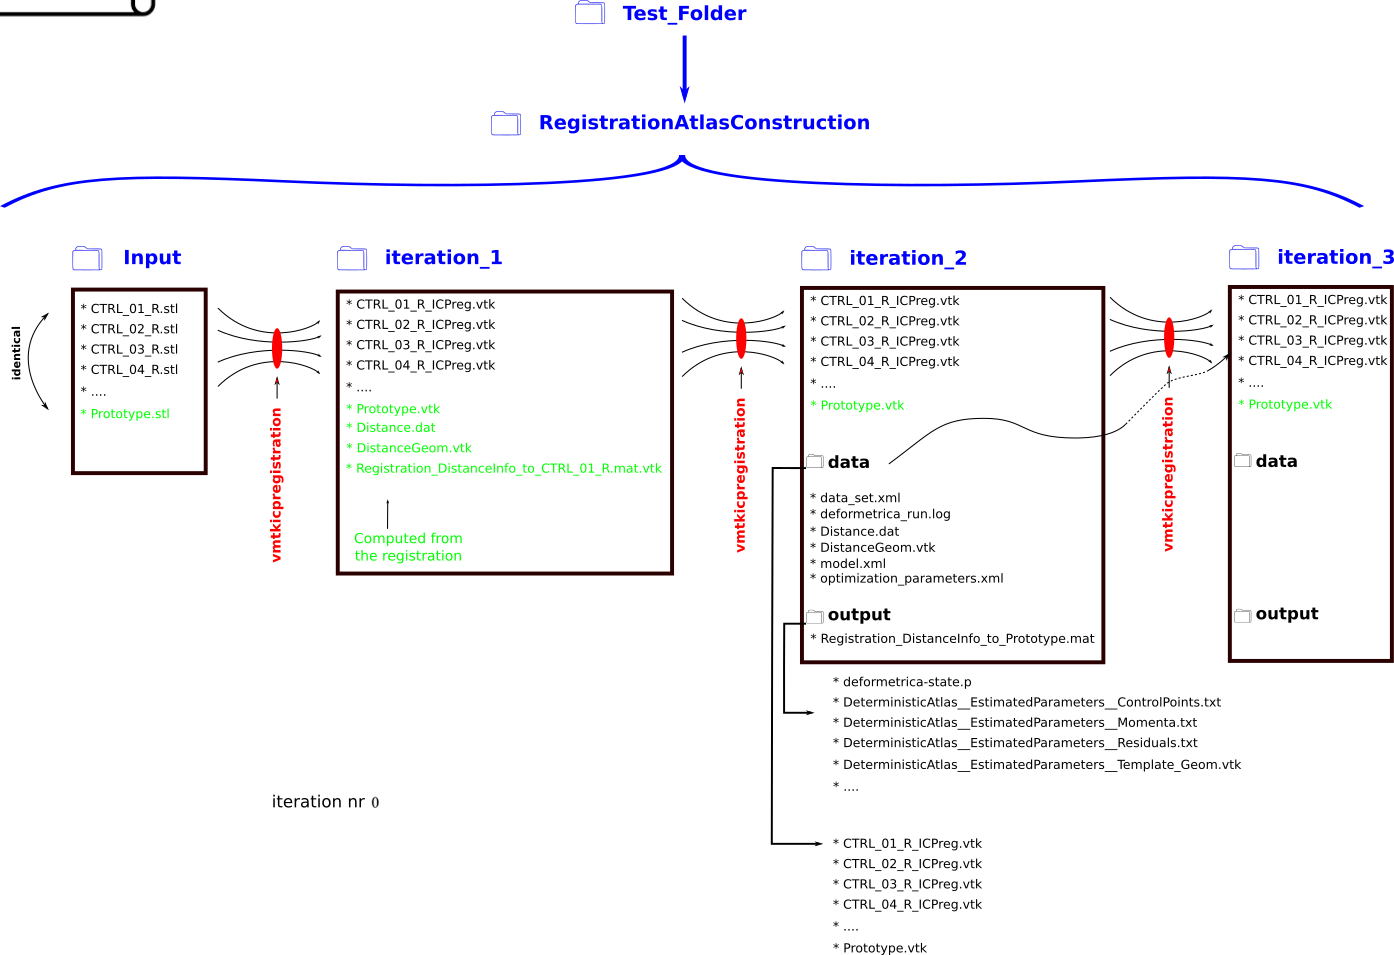 Test_Folder
RegistrationAtlasConstruction
Input
identical
* CTRL_01_R.stl
* CTRL_02_R.stl
* CTRL_03_R.stl
* CTRL_04_R.stl
* ....
* Prototype.stl
vmtkicpregistration
iteration_1
* CTRL_01_R_ICPreg.vtk
* CTRL_02_R_ICPreg.vtk
* CTRL_03_R_ICPreg.vtk
* CTRL_04_R_ICPreg.vtk
* ....
* Prototype.vtk
* Distance.dat
* DistanceGeom.vtk
* Registration_DistanceInfo_to_CTRL_01_R.mat.vtk
Computed from
the registration
vmtkicpregistration
iteration_2
* CTRL_01_R_ICPreg.vtk
* CTRL_02_R_ICPreg.vtk
* CTRL_03_R_ICPreg.vtk
* CTRL_04_R_ICPreg.vtk
* ....
* Prototype.vtk
data
* data_set.xml
* deformetrica_run.log
* Distance.dat
* DistanceGeom.vtk
* model.xml
* optimization_parameters.xml
output
* Registration_DistanceInfo_to_Prototype.mat
* deformetrica-state.p
* DeterministicAtlas__EstimatedParameters__ControlPoints.txt
* DeterministicAtlas__EstimatedParameters__Momenta.txt
* DeterministicAtlas__EstimatedParameters__Residuals.txt
* DeterministicAtlas__EstimatedParameters__Template_Geom.vtk
* ....
* CTRL_01_R_ICPreg.vtk
* CTRL_02_R_ICPreg.vtk
* CTRL_03_R_ICPreg.vtk
* CTRL_04_R_ICPreg.vtk
* ....
* Prototype.vtk
vmtkicpregistration
iteration_3
* CTRL_01_R_ICPreg.vtk
* CTRL_02_R_ICPreg.vtk
* CTRL_03_R_ICPreg.vtk
* CTRL_04_R_ICPreg.vtk
* ....
* Prototype.vtk
data
output
iteration nr 0